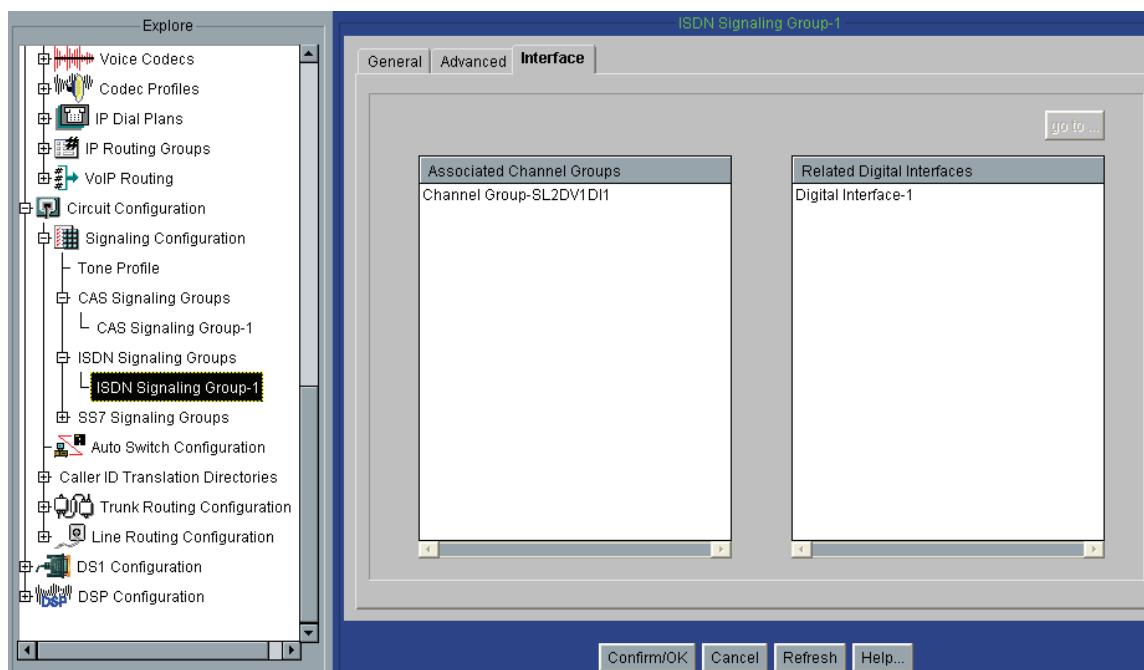 Explore
Voice Codecs
Codec Profiles
IP Dial Plans
IP Routing Groups
VoIP Routing
Circuit Configuration
Signaling Configuration
Tone Profile
CAS Signaling Groups
CAS Signaling Group-1
ISDN Signaling Groups
ISDN Signaling Group-1
SS7 Signaling Groups
Auto Switch Configuration
Caller ID Translation Directories
Trunk Routing Configuration
Line Routing Configuration
DS1 Configuration
DSP
DSP Configuration
ISDN Signaling Group-1
General Advanced Interface
go to ...
Associated Channel Groups
Channel Group-SL2DV1DI1
Related Digital Interfaces
Digital Interface-1
Confirm/OK Cancel Refresh Help...